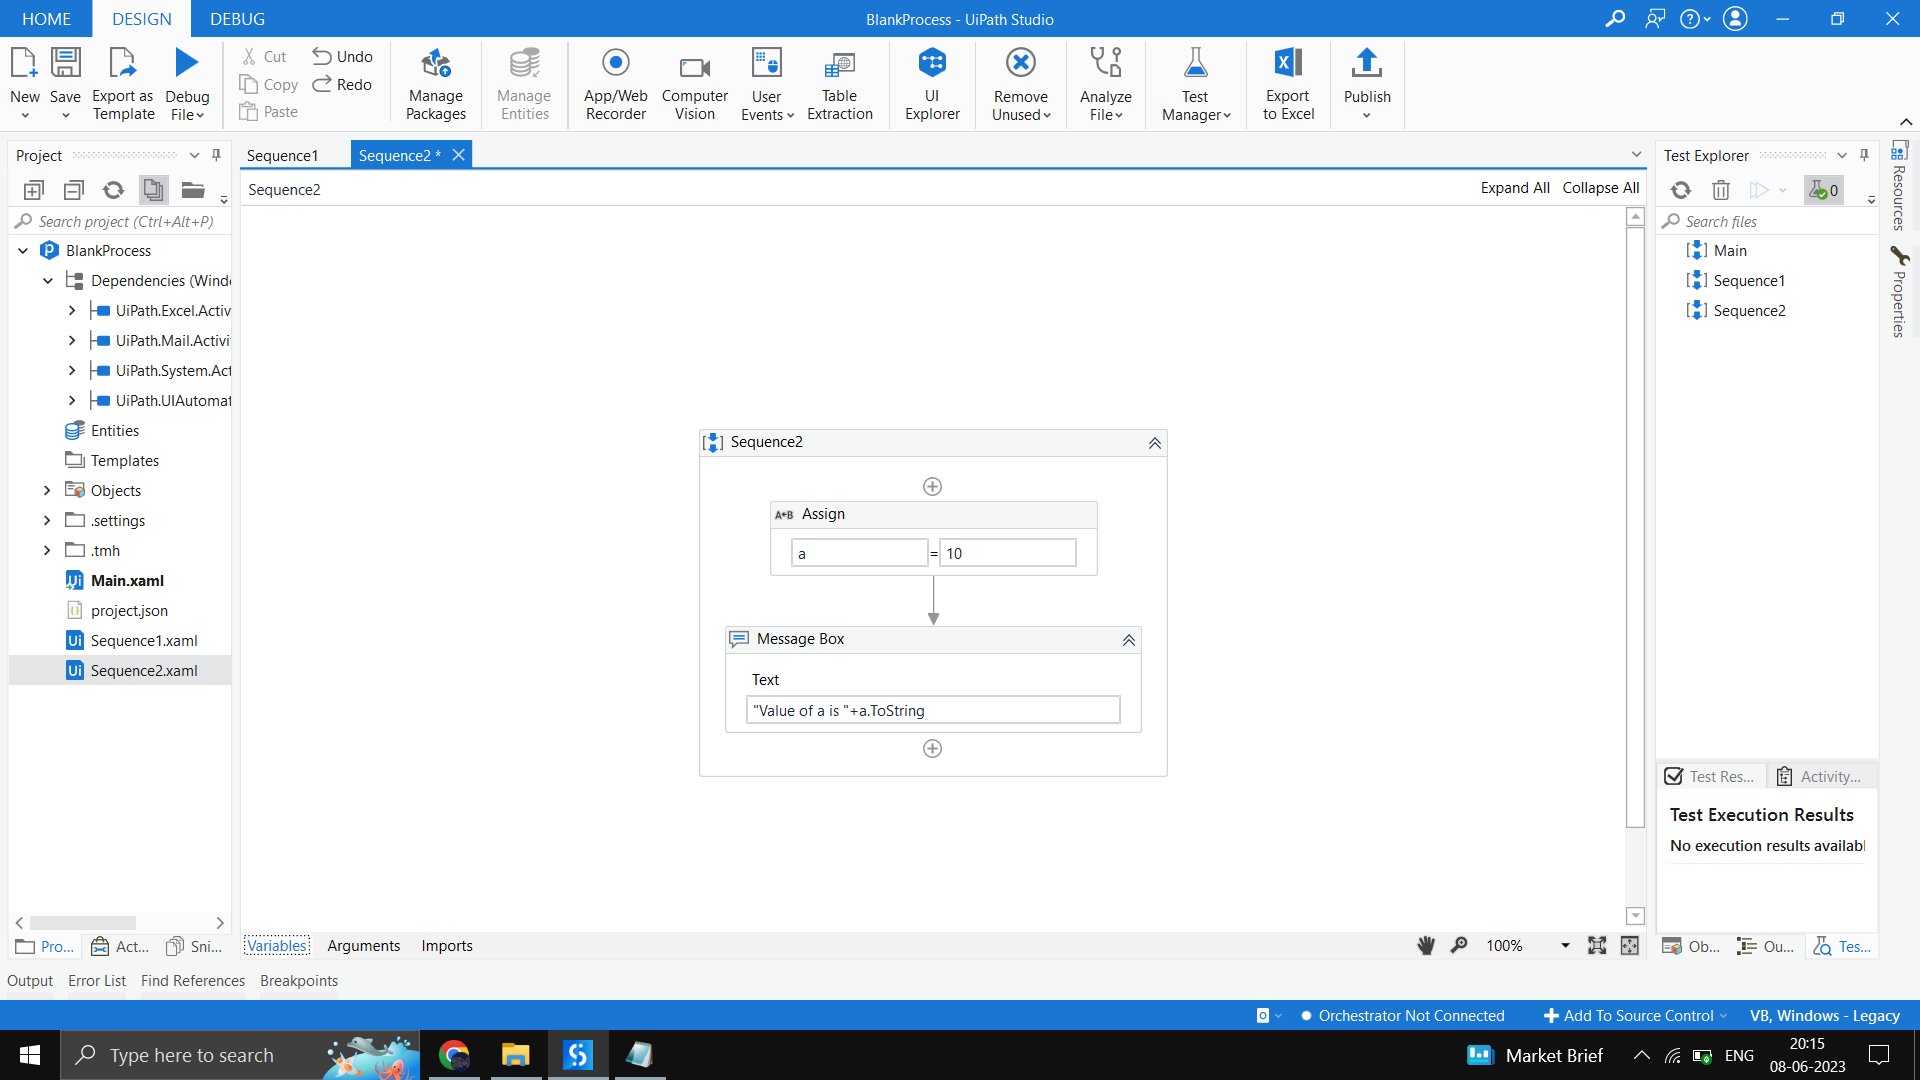 HOME DESIGN DEBUG
BlankProcess - UiPath Studio
New
Save
Export as Template
Debug File
Cut
Copy
Paste
Undo
Redo
Manage Packages
Manage Entities
App/Web Recorder
Computer Vision
User Events
Table Extraction
UI Explorer
Remove Unused
Analyze File
Test Manager
Export to Excel
Publish
Project
Search project (Ctrl+Alt+P)
BlankProcess
Dependencies (Wind
UiPath.Excel.Activ
UiPath.Mail.Activi
UiPath.System.Act
UiPath.UIAutomat
Entities
Templates
Objects
.settings
.tmh
Main.xaml
project.json
Sequence1.xaml
Sequence2.xaml
Pro...
Act...
Sni...
Sequence1
Sequence2 *
Sequence2
Expand All Collapse All
Sequence2
A+B Assign
a = 10
Message Box
Text
"Value of a is "+a.ToString
Variables Arguments Imports
100%
Test Explorer
0
Search files
Main
Sequence1
Sequence2
Test Res...
Activity...
Test Execution Results
No execution results availabl
Ob...
Ou...
Tes...
Resources
Properties
Output Error List Find References Breakpoints
Orchestrator Not Connected
Add To Source Control
VB, Windows - Legacy
Type here to search
Market Brief
ENG
20:15
08-06-2023